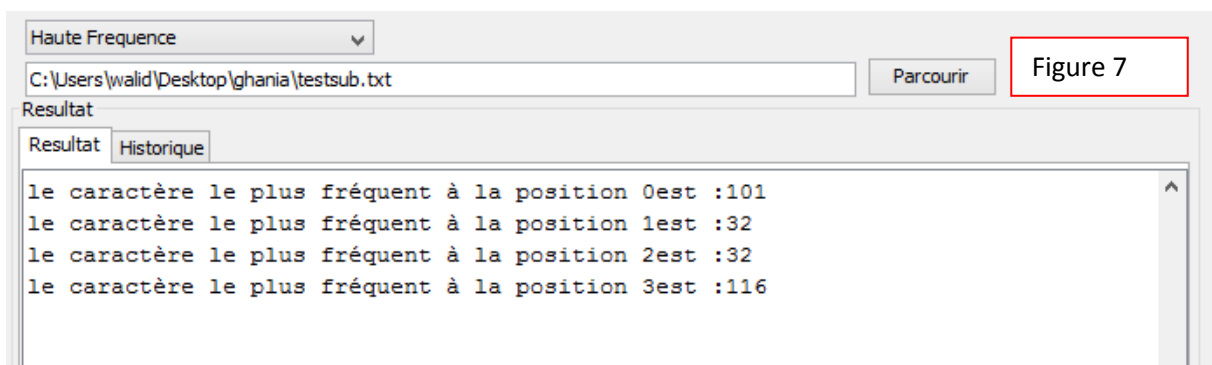 Haute Frequence
C:\Users\walid\Desktop\ghania\testsub.txt
Parcourir
Figure 7
Resultat
Resultat Historique
le caractère le plus fréquent à la position 0est :101
le caractère le plus fréquent à la position 1est :32
le caractère le plus fréquent à la position 2est :32
le caractère le plus fréquent à la position 3est :116